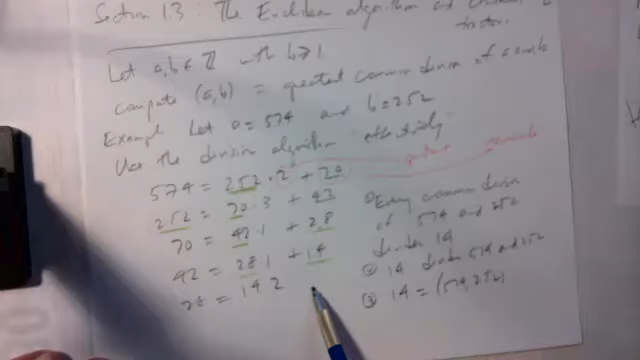 Section 1.3 The Euclidean algorithm and continued
fractions
Let a, b ∈ ℤ with b ≥ 1
compute (a, b) = greatest common divisor of a and b
Example Let a = 574 and b = 252
Use the division algorithm
574 = 252 · 2 + 70
252 = 70 · 3 + 42
70 = 42 · 1 + 28
42 = 28 1 + 14
28 = 14 2
① Every common divisor
of 574 and 252
divides 14
② 14 divides 574 and 252
③ 14 = (574, 252)